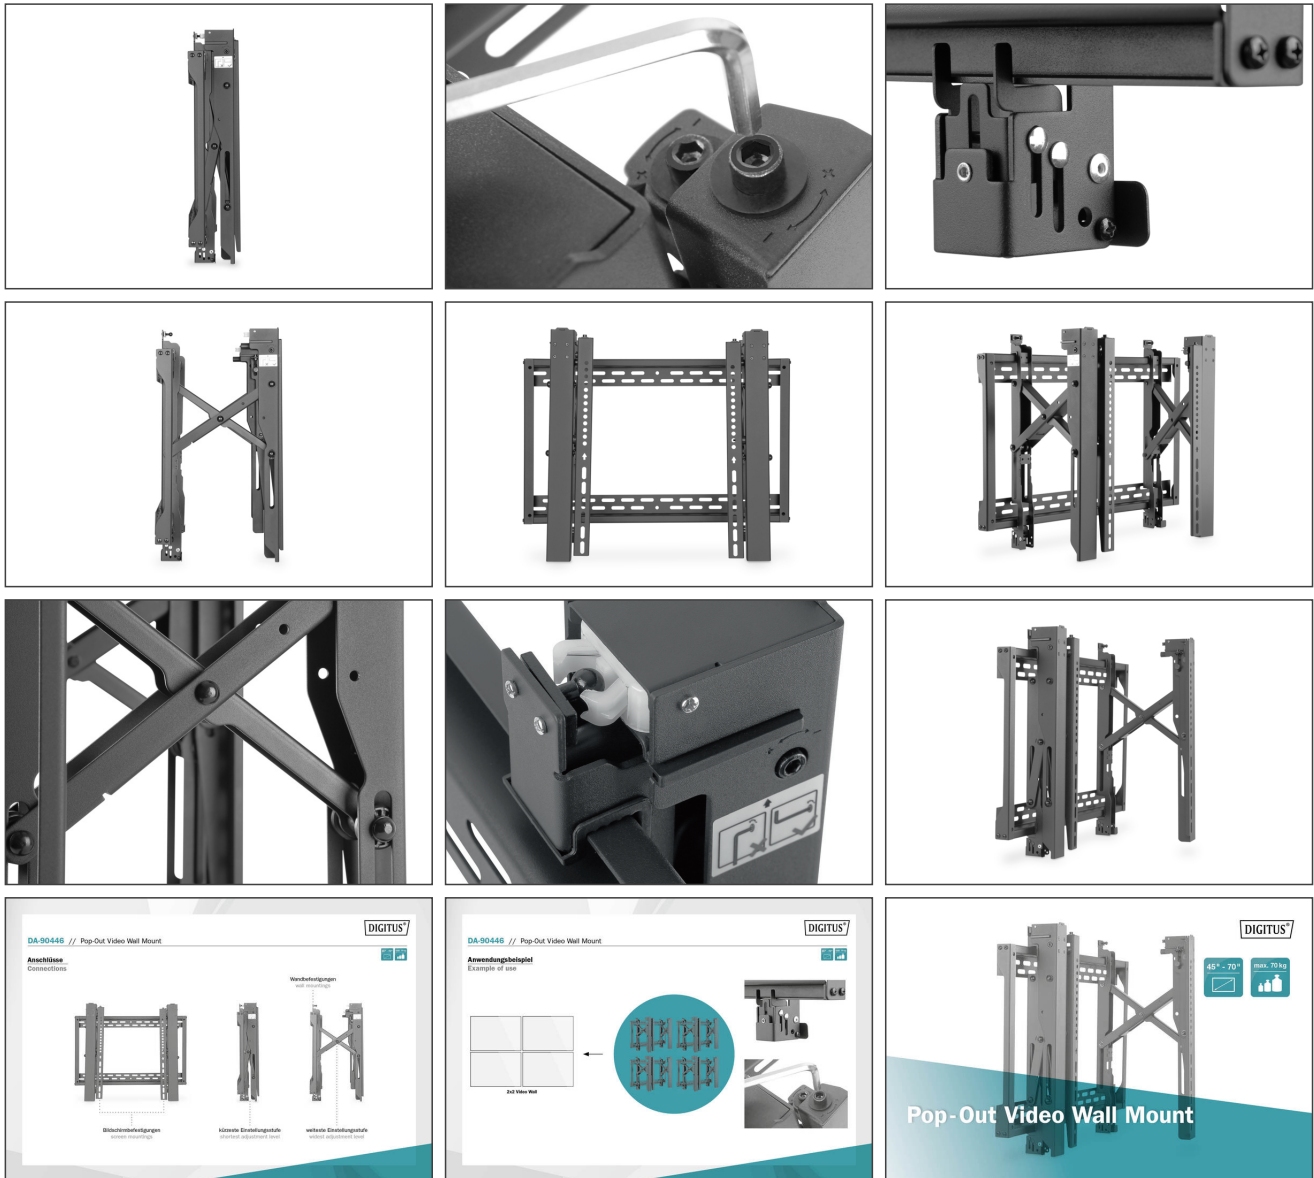 DIGITUS®
DA-90446 // Pop-Out Video Wall Mount
Anschlüsse
Connections
Wandbefestigungen
wall mountings
Bildschirmbefestigungen
screen mountings
kürzeste Einstellungsstufe
shortest adjustment level
weiteste Einstellungsstufe
widest adjustment level
DIGITUS®
DA-90446 // Pop-Out Video Wall Mount
Anwendungsbeispiel
Example of use
2x2 Video Wall
DIGITUS®
45" - 70"
max. 70 kg
Pop-Out Video Wall Mount